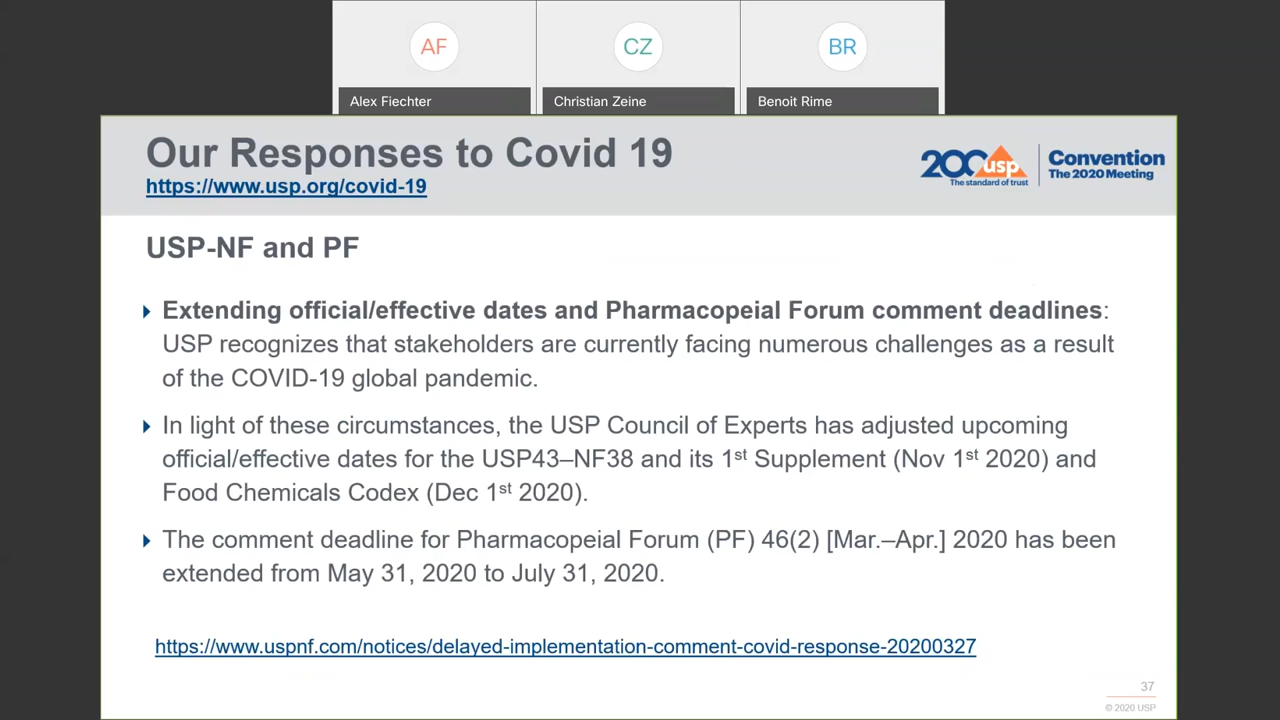 AF
CZ
BR
Alex Fiechter
Christian Zeine
Benoit Rime
Our Responses to Covid 19
https://www.usp.org/covid-19
200 usp
The standard of trust
Convention
The 2020 Meeting
USP-NF and PF
Extending official/effective dates and Pharmacopeial Forum comment deadlines:
USP recognizes that stakeholders are currently facing numerous challenges as a result
of the COVID-19 global pandemic.
In light of these circumstances, the USP Council of Experts has adjusted upcoming
official/effective dates for the USP43–NF38 and its 1st Supplement (Nov 1st 2020) and
Food Chemicals Codex (Dec 1st 2020).
The comment deadline for Pharmacopeial Forum (PF) 46(2) [Mar.–Apr.] 2020 has been
extended from May 31, 2020 to July 31, 2020.
https://www.uspnf.com/notices/delayed-implementation-comment-covid-response-20200327
37
© 2020 USP